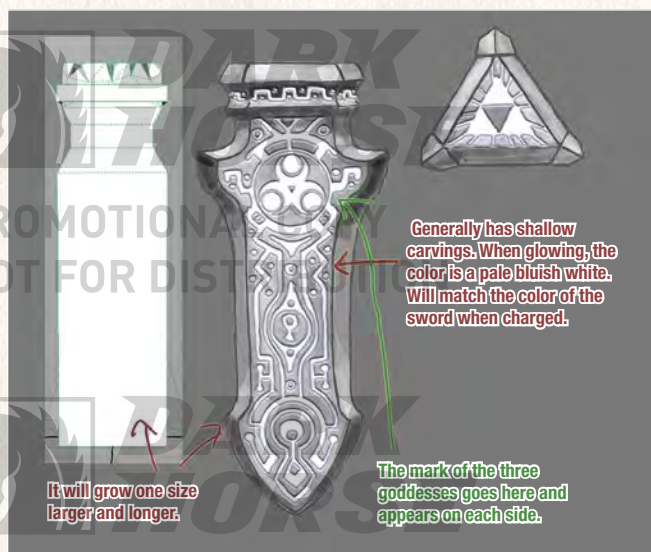 DARK
HORSE
PROMOTIONAL COPY
NOT FOR DISTRIBUTION
Generally has shallow
carvings. When glowing, the
color is a pale bluish white.
Will match the color of the
sword when charged.
DARK
HORSE
It will grow one size
larger and longer.
The mark of the three
goddesses goes here and
appears on each side.